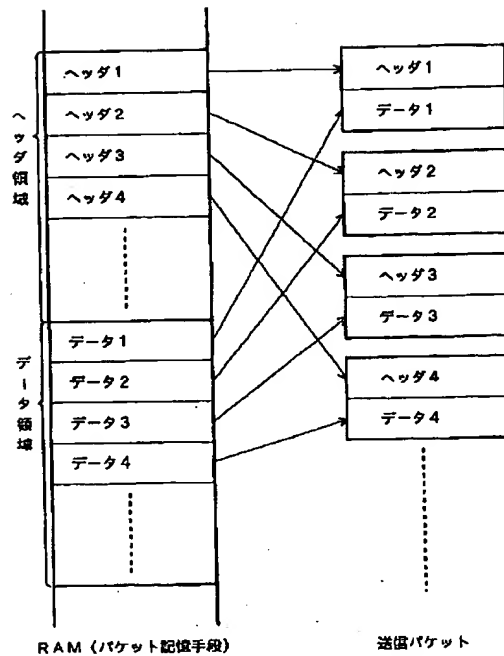 ヘッダ領域
ヘッダ1
ヘッダ2
ヘッダ3
ヘッダ4
データ領域
データ1
データ2
データ3
データ4
RAM (パケット記憶手段)
ヘッダ1
データ1
ヘッダ2
データ2
ヘッダ3
データ3
ヘッダ4
データ4
送信パケット